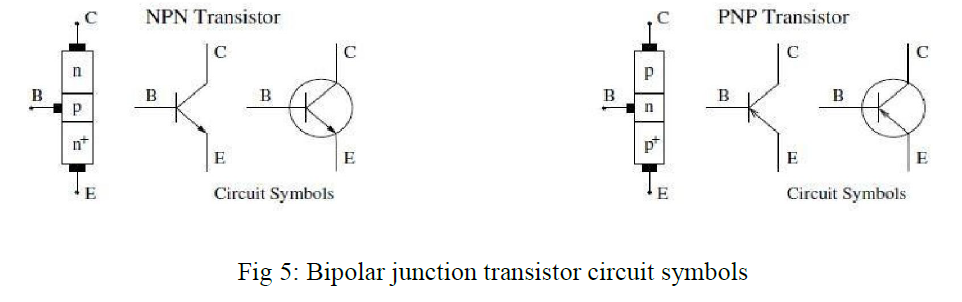 NPN Transistor
C
n
B
p
n+
E
C
B
E
C
B
E
Circuit Symbols
PNP Transistor
C
p
B
n
p+
E
C
B
E
C
B
E
Circuit Symbols
Fig 5: Bipolar junction transistor circuit symbols